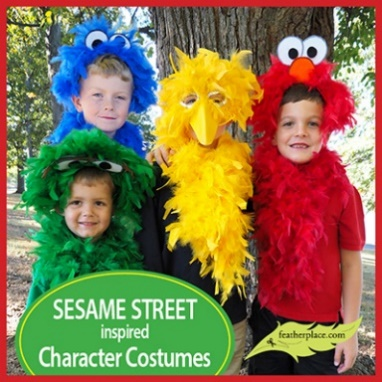 SESAME STREET
inspired
Character Costumes
featherplace.com